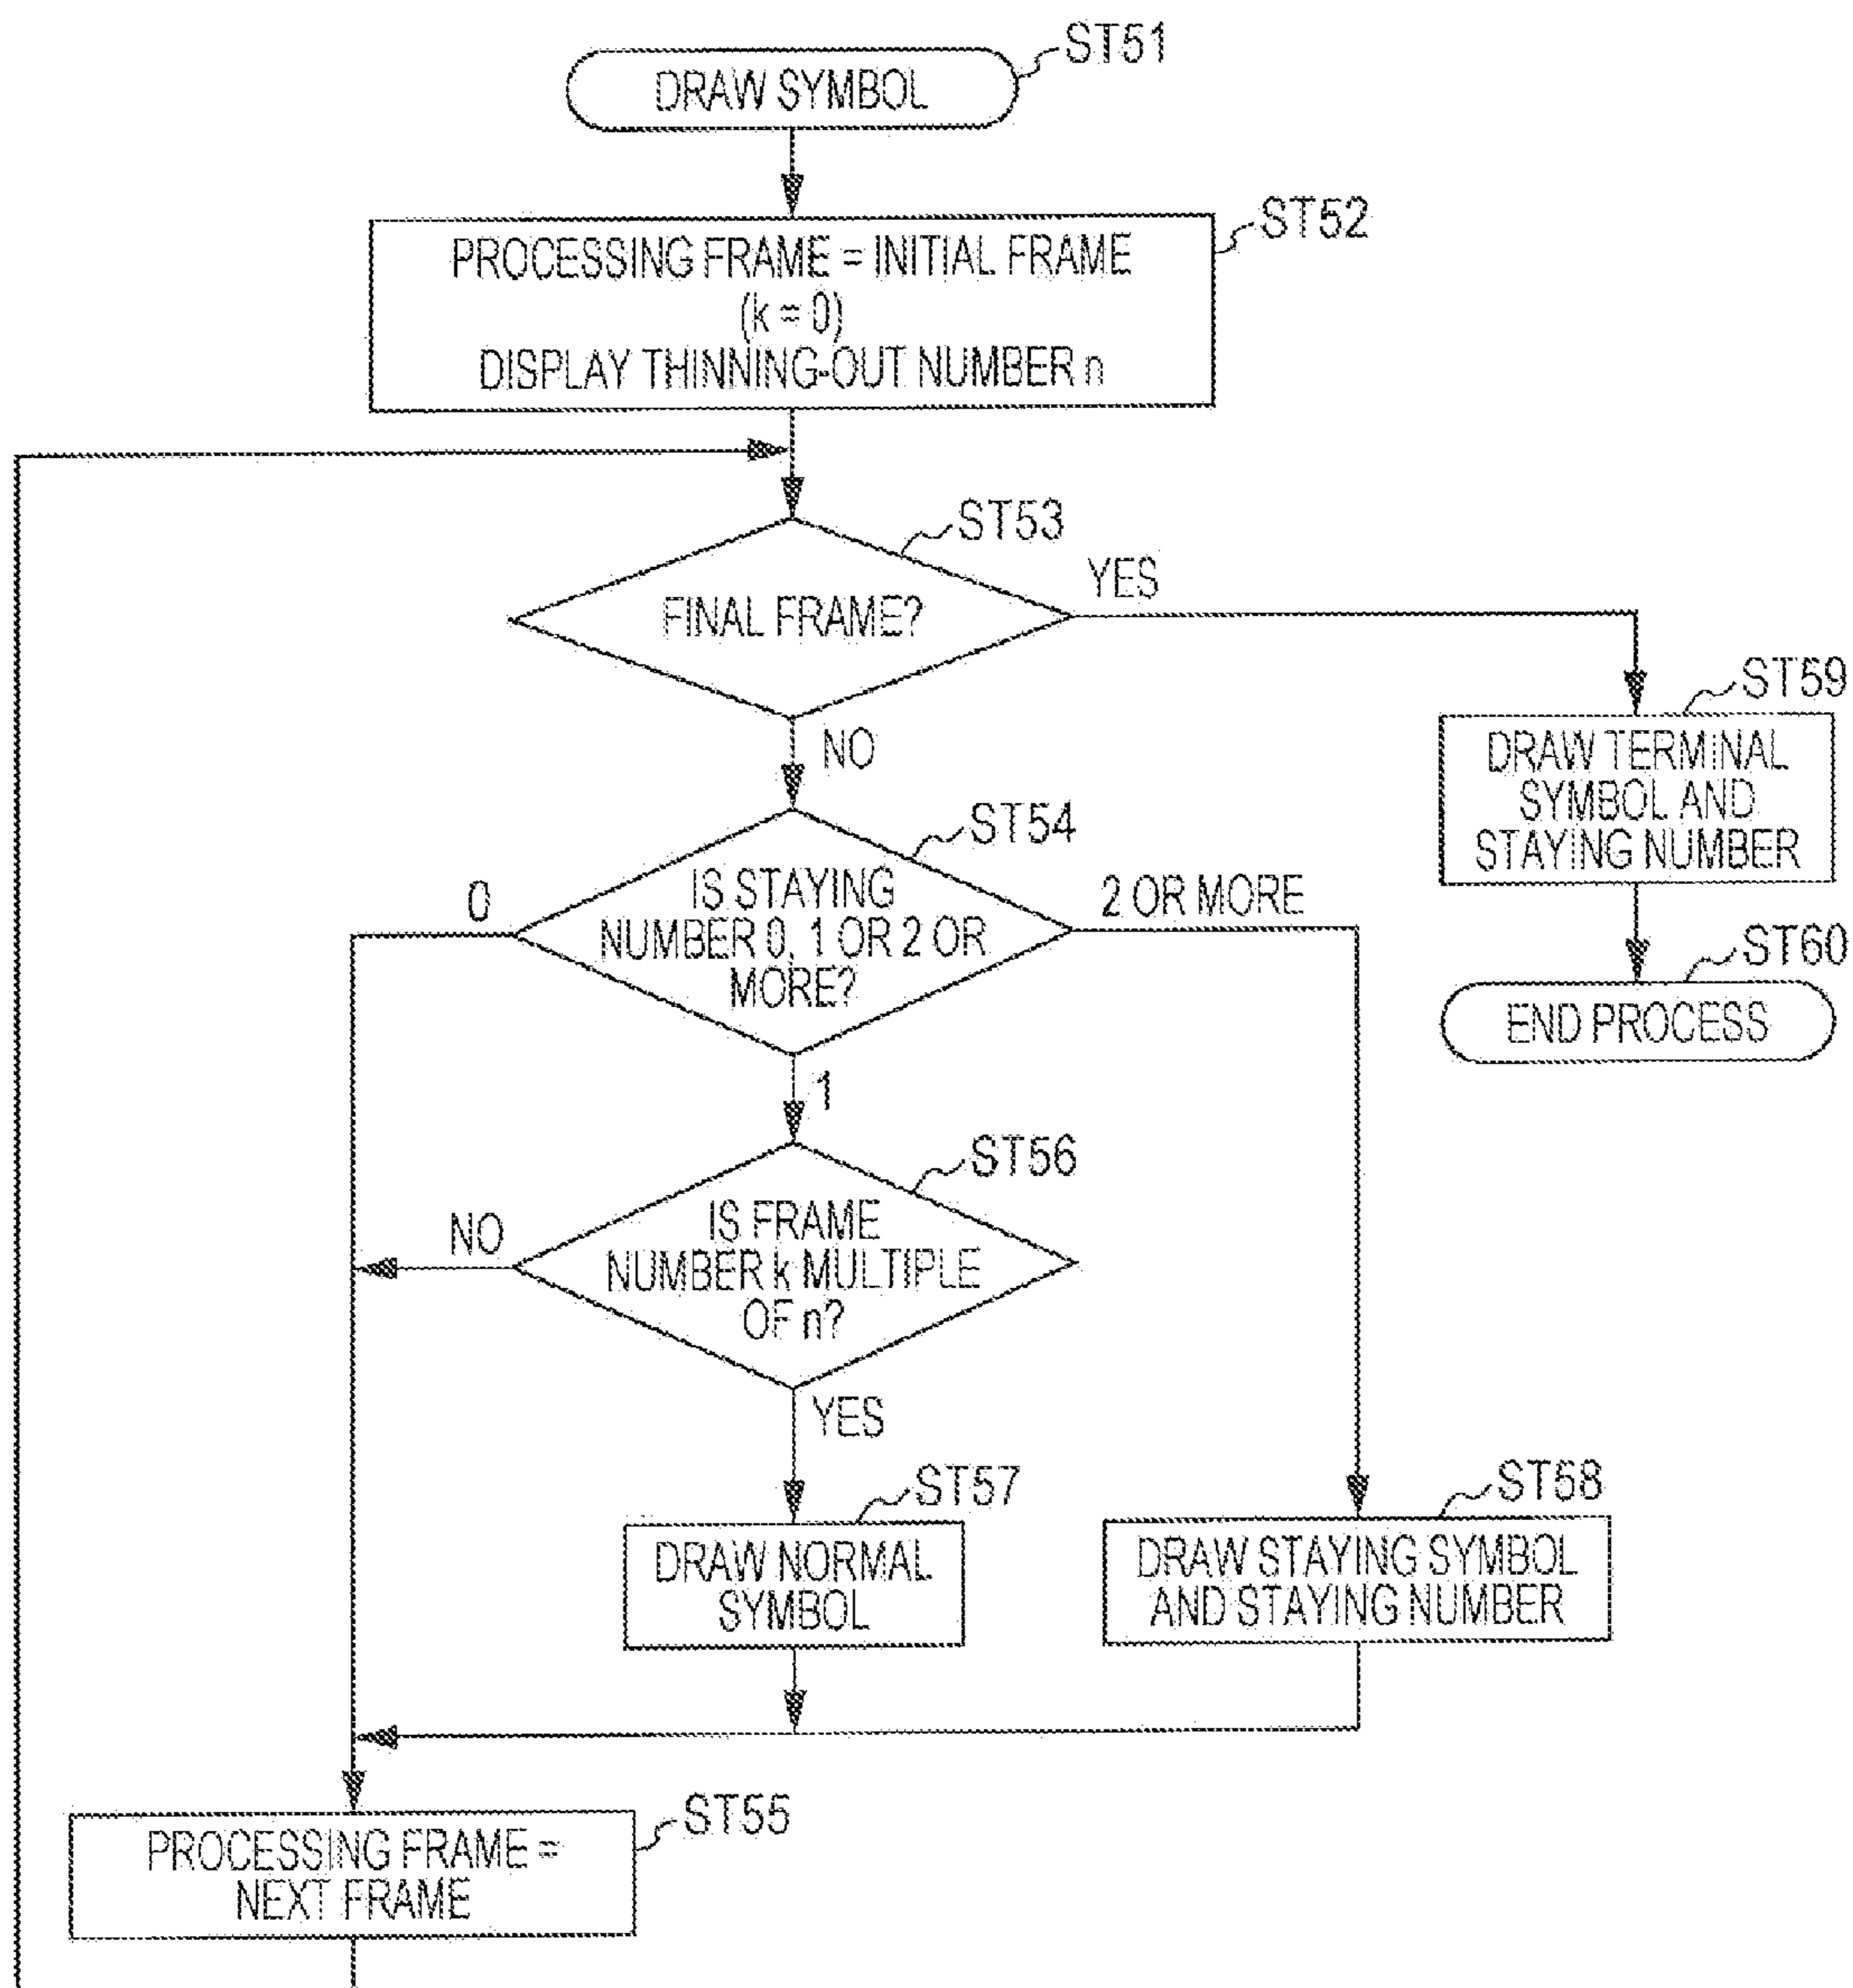 ST51
DRAW SYMBOL
ST52
PROCESSING FRAME = INITIAL FRAME
(k = 0)
DISPLAY THINNING-OUT NUMBER n
ST53
FINAL FRAME?
YES
NO
ST59
DRAW TERMINAL
SYMBOL AND
STAYING NUMBER
ST60
END PROCESS
ST54
IS STAYING
NUMBER 0, 1 OR 2 OR
MORE?
0
2 OR MORE
1
ST56
IS FRAME
NUMBER k MULTIPLE
OF n?
NO
YES
ST57
DRAW NORMAL
SYMBOL
ST58
DRAW STAYING SYMBOL
AND STAYING NUMBER
ST55
PROCESSING FRAME =
NEXT FRAME